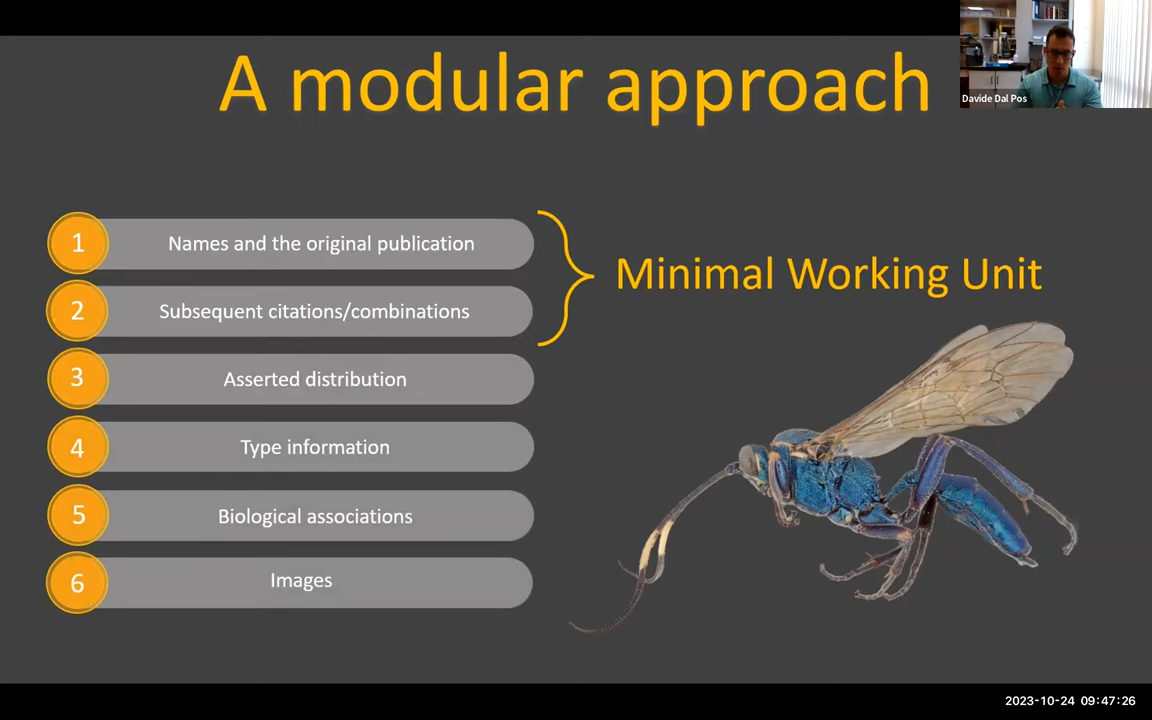 A modular approach
Davide Dal Pos
1 Names and the original publication
2 Subsequent citations/combinations
Minimal Working Unit
3 Asserted distribution
4 Type information
5 Biological associations
6 Images
2023-10-24 09:47:26